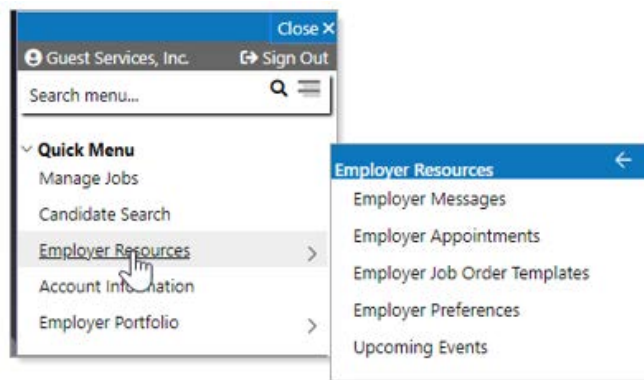 Close ×
Guest Services, Inc. Sign Out
Search menu...
Quick Menu
Manage Jobs
Candidate Search
Employer Resources
Account Information
Employer Portfolio
Employer Resources
Employer Messages
Employer Appointments
Employer Job Order Templates
Employer Preferences
Upcoming Events